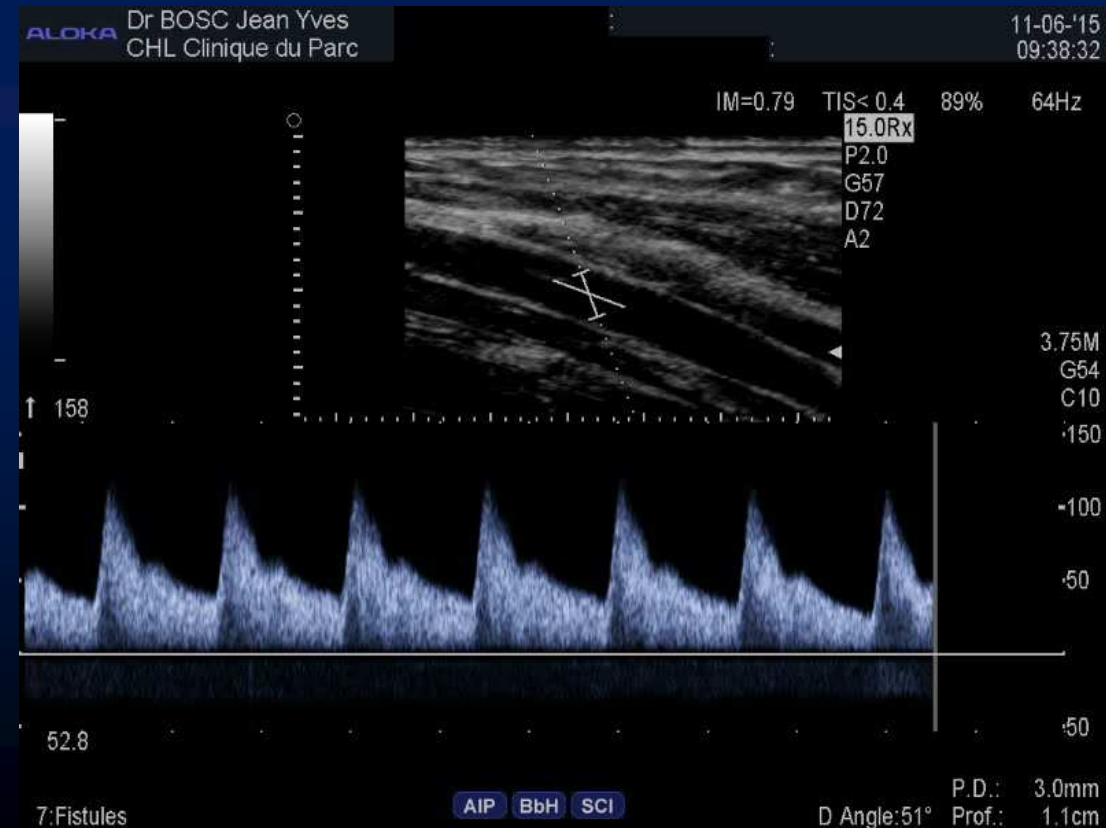 ALOKA Dr BOSC Jean Yves
CHL Clinique du Parc
:
:
11-06-'15
09:38:32
IM=0.79 TIS< 0.4 89% 64Hz
15.0Rx
P2.0
G57
D72
A2
3.75M
G54
C10
158
150
100
50
50
52.8
7:Fistules
AIP BbH SCI
D Angle:51°
P.D.: 3.0mm
Prof.: 1.1cm